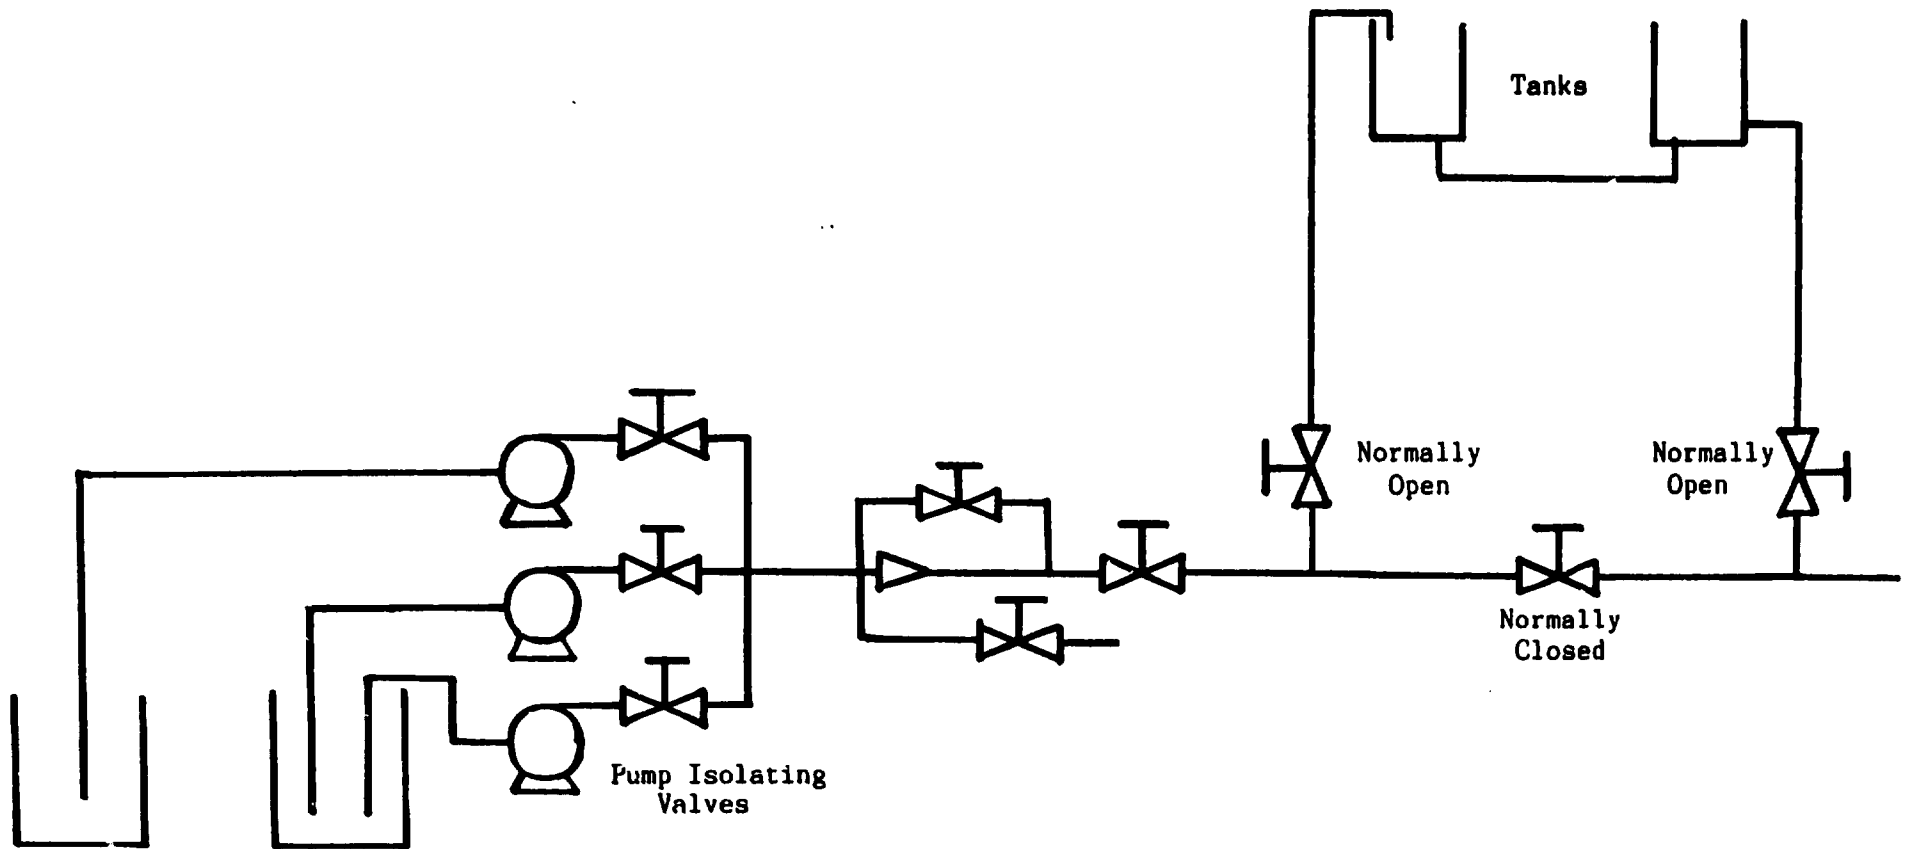 Tanks
Normally
Open
Normally
Open
Normally
Closed
Pump Isolating
Valves